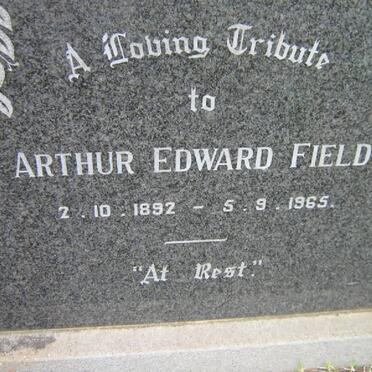 A Loving Tribute
to
ARTHUR EDWARD FIELD
2.10.1892 - 5.9.1965.
"At Rest."